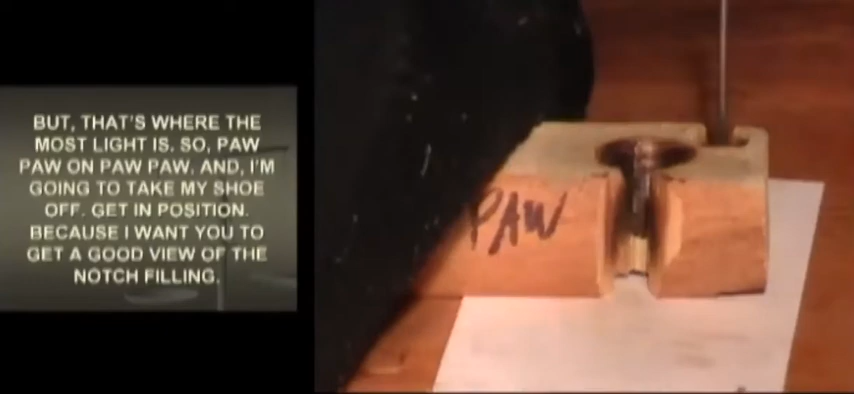 BUT, THAT'S WHERE THE
MOST LIGHT IS. SO, PAW
PAW ON PAW PAW. AND, I'M
GOING TO TAKE MY SHOE
OFF. GET IN POSITION.
BECAUSE I WANT YOU TO
GET A GOOD VIEW OF THE
NOTCH FILLING.
PAW